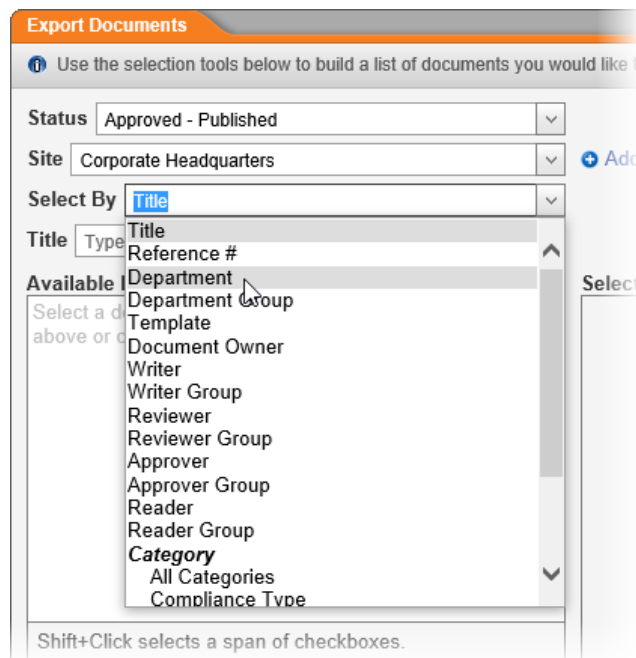 Export Documents
Use the selection tools below to build a list of documents you would like
Status Approved - Published
Site Corporate Headquarters
Select By Title
Title
Title Type
Reference #
Department
Department Group
Template
Document Owner
Writer
Writer Group
Reviewer
Reviewer Group
Approver
Approver Group
Reader
Reader Group
Category
All Categories
Compliance Type
Available
Select a
above or
Shift+Click selects a span of checkboxes.